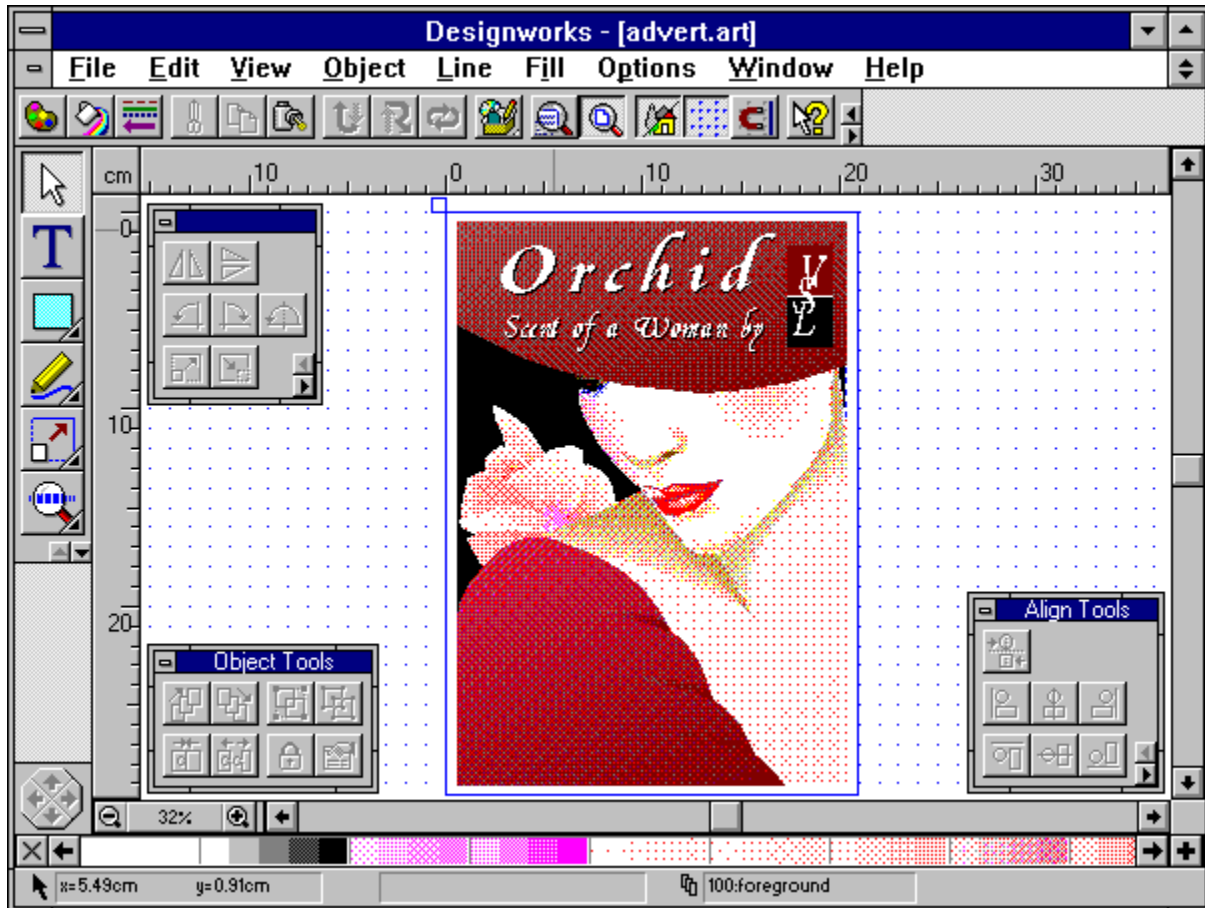 Designworks - [advert.art]
File Edit View Object Line Fill Options Window Help
cm 10 0 10 20 30
0
10
20
T
Orchid
Scent of a Woman by
VSL
Object Tools
Align Tools
32%
x=5.49cm y=0.91cm 100:foreground